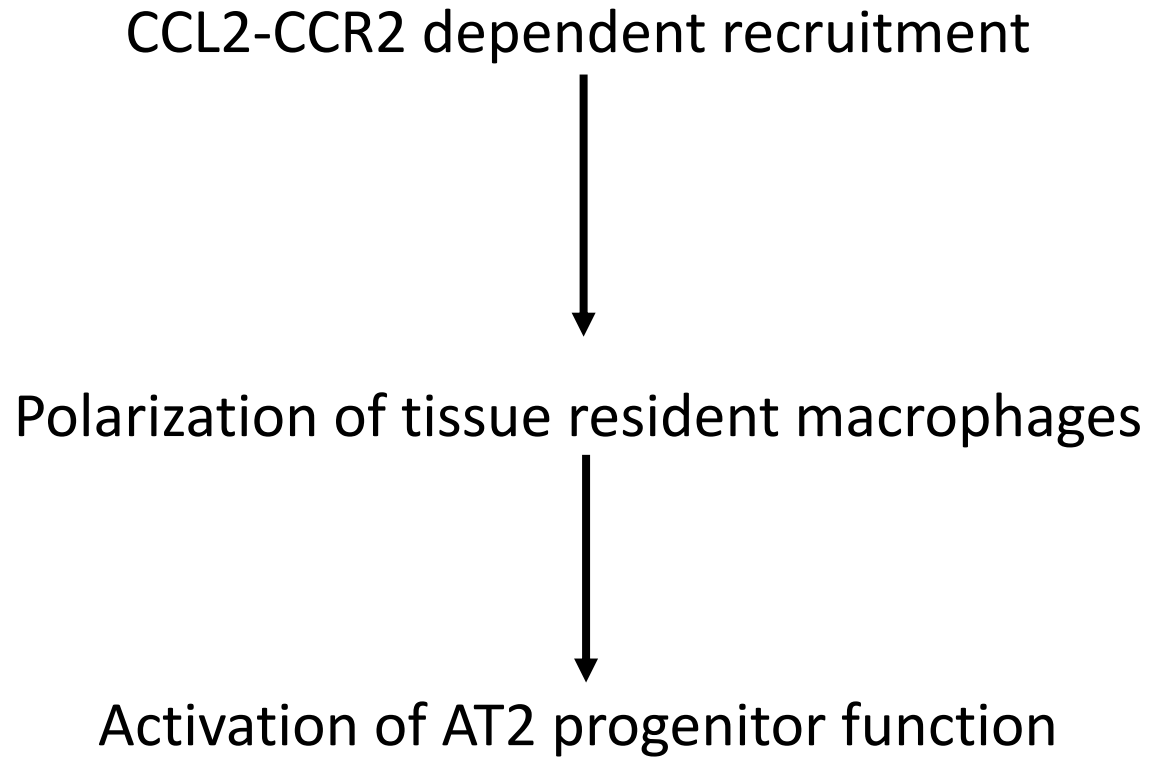 CCL2-CCR2 dependent recruitment
Polarization of tissue resident macrophages
Activation of AT2 progenitor function